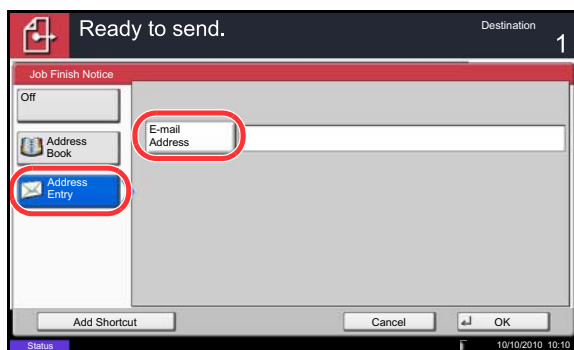 Ready to send.
Destination
1
Job Finish Notice
Off
Address
Book
Address
Entry
E-mail
Address
Add Shortcut
Cancel
OK
Status
10/10/2010 10:10